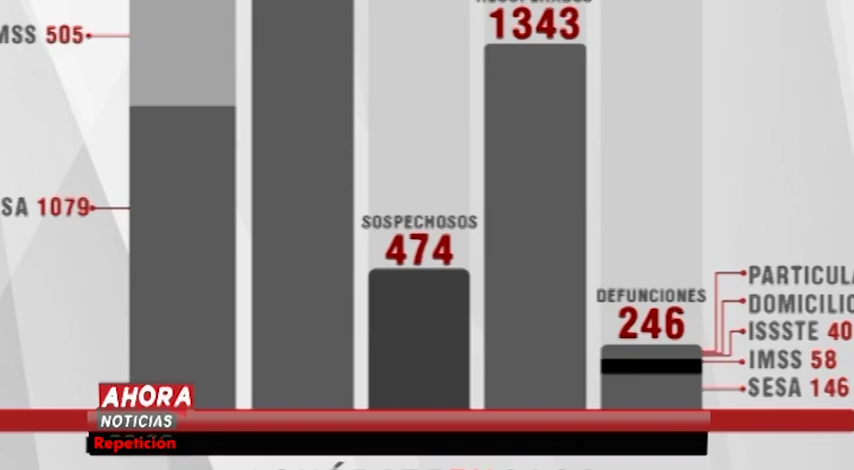 MSS 505
SA 1079
1343
SOSPECHOSOS
474
DEFUNCIONES
246
PARTICULA
DOMICILIO
ISSSTE 40
IMSS 58
SESA 146
AHORA
NOTICIAS
Repetición